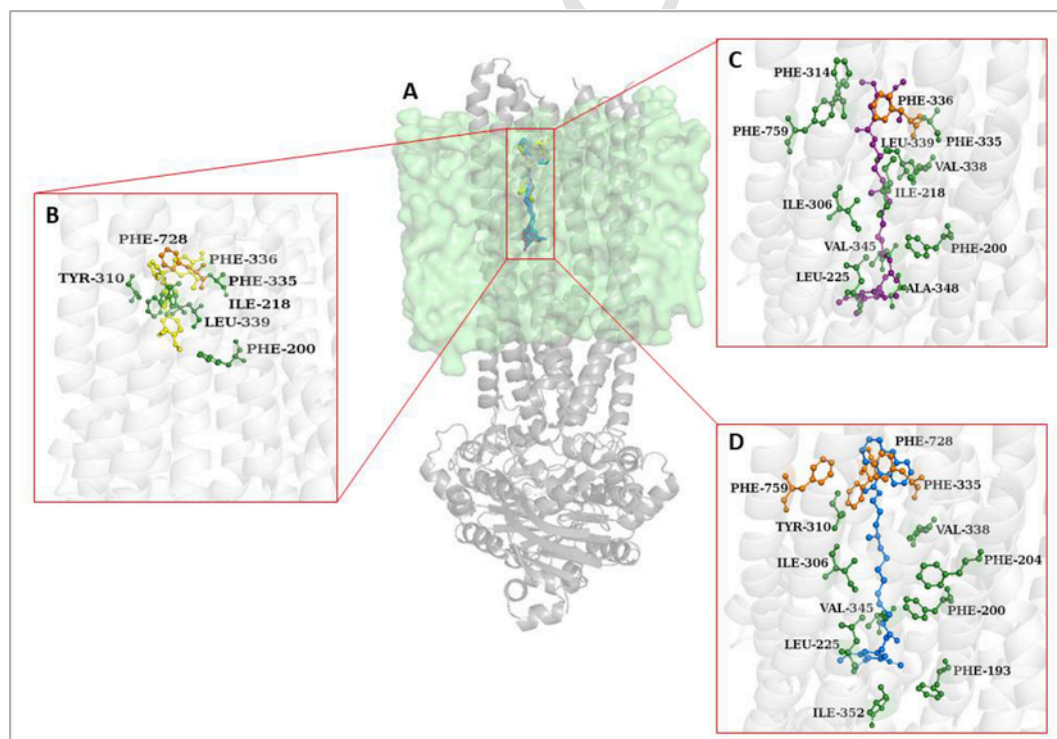 A
B
PHE-728
TYR-310
PHE-336
PHE-335
ILE-218
LEU-339
PHE-200
C
PHE-314
PHE-336
PHE-759
LEU-339
PHE-335
VAL-338
ILE-218
ILE-306
VAL-345
PHE-200
LEU-225
ALA-348
D
PHE-728
PHE-759
PHE-335
TYR-310
VAL-338
ILE-306
PHE-204
VAL-345
PHE-200
LEU-225
PHE-193
ILE-352